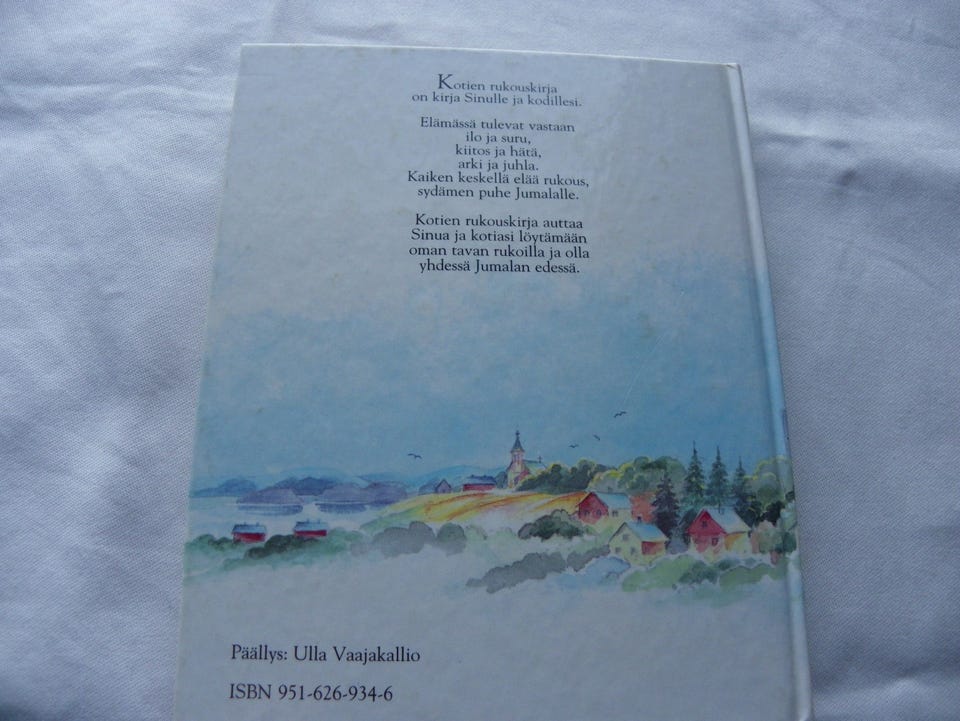 Kotien rukouskirja
on kirja Sinulle ja kodillesi.
Elämässä tulevat vastaan
ilo ja suru,
kiitos ja hätä,
arki ja juhla.
Kaiken keskellä elää rukous,
sydämen puhe Jumalalle.
Kotien rukouskirja auttaa
Sinua ja kotiasi löytämään
oman tavan rukoilla ja olla
yhdessä Jumalan edessä.
Päällys: Ulla Vaajakallio
ISBN 951-626-934-6